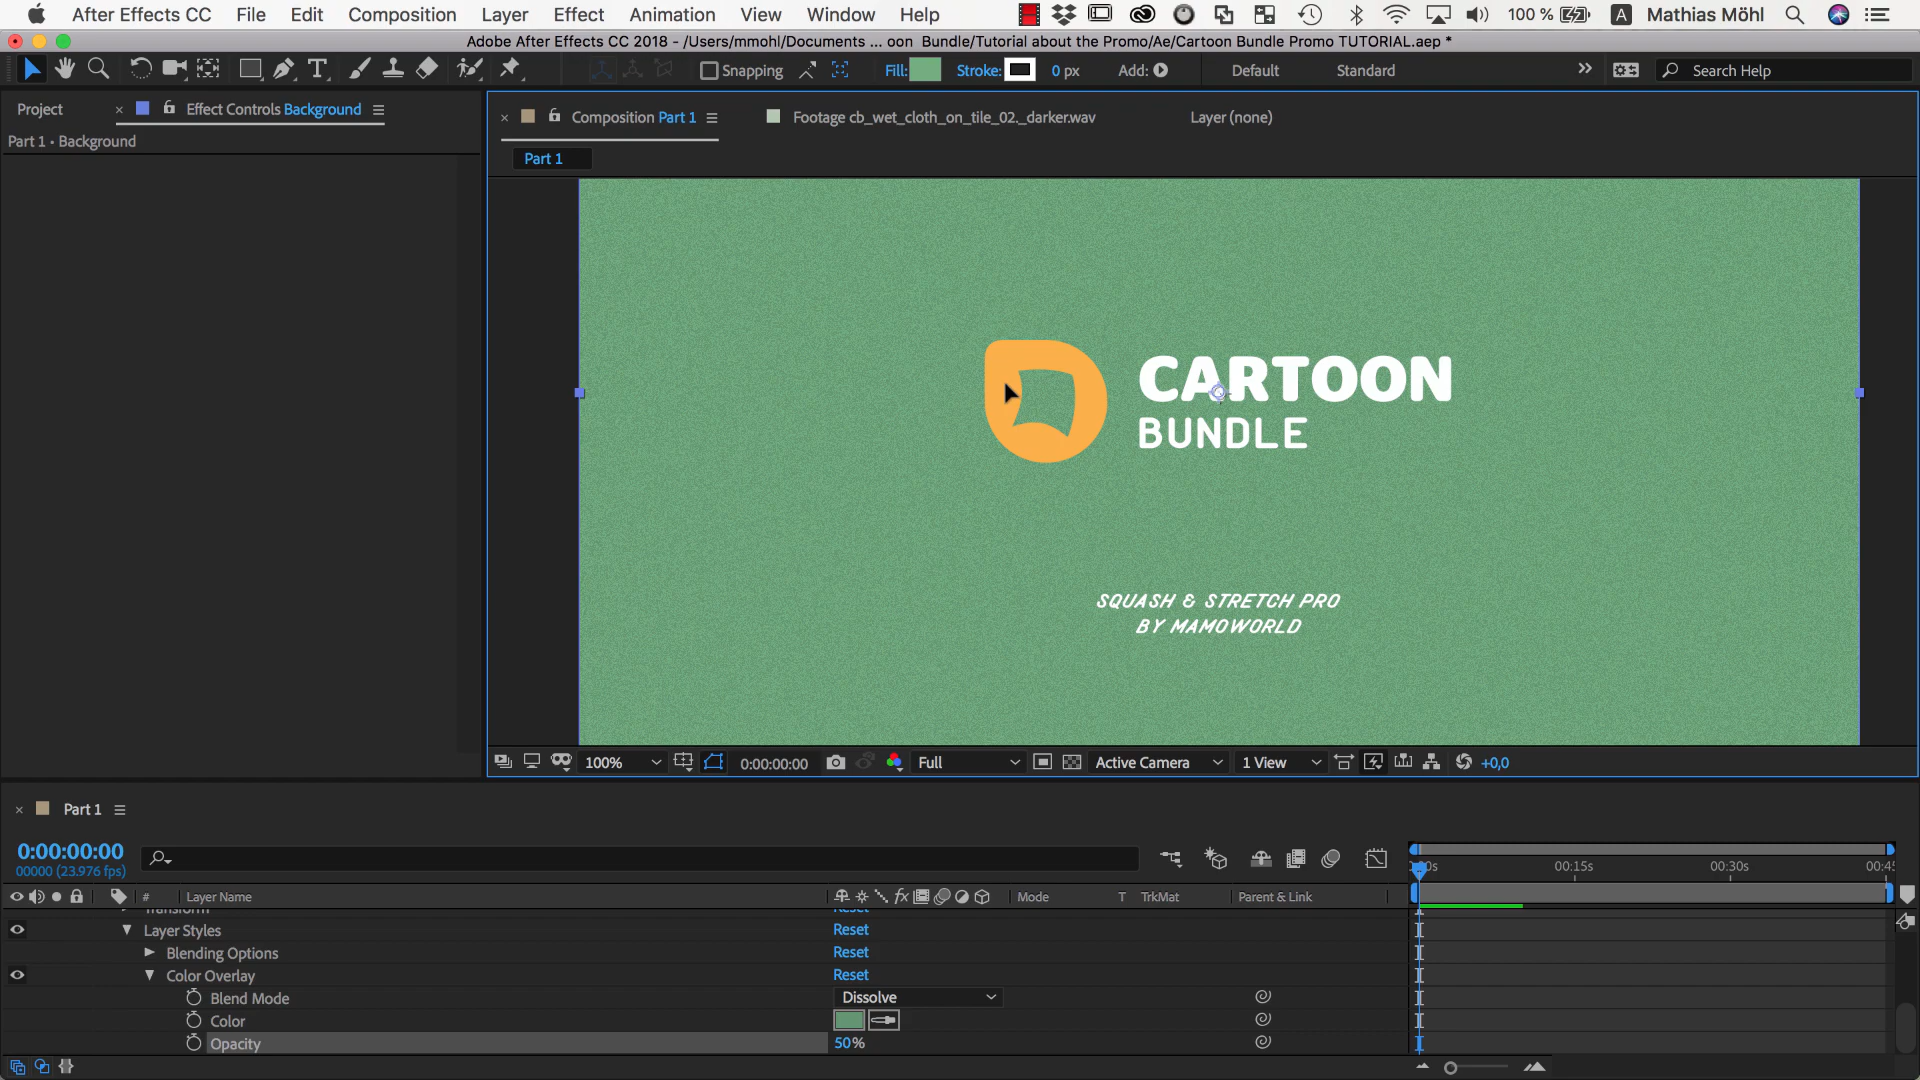 After Effects CC File Edit Composition Layer Effect Animation View Window Help 100 % A Mathias Möhl
Adobe After Effects CC 2018 - /Users/mmohl/Documents ... oon Bundle/Tutorial about the Promo/Ae/Cartoon Bundle Promo TUTORIAL.aep *
Snapping Fill: Stroke: 0 px Add: Default Standard Search Help
Project Effect Controls Background
Composition Part 1 Footage cb_wet_cloth_on_tile_02._darker.wav Layer (none)
Part 1 • Background
Part 1
CARTOON
BUNDLE
SQUASH & STRETCH PRO
BY MAMOWORLD
100% 0:00:00:00 Full Active Camera 1 View +0,0
Part 1
0:00:00:00
00000 (23.976 fps)
00:15s 00:30s
# Layer Name fx Mode T TrkMat Parent & Link
Transform Reset
Layer Styles Reset
Blending Options Reset
Color Overlay Reset
Blend Mode Dissolve
Color
Opacity 50%